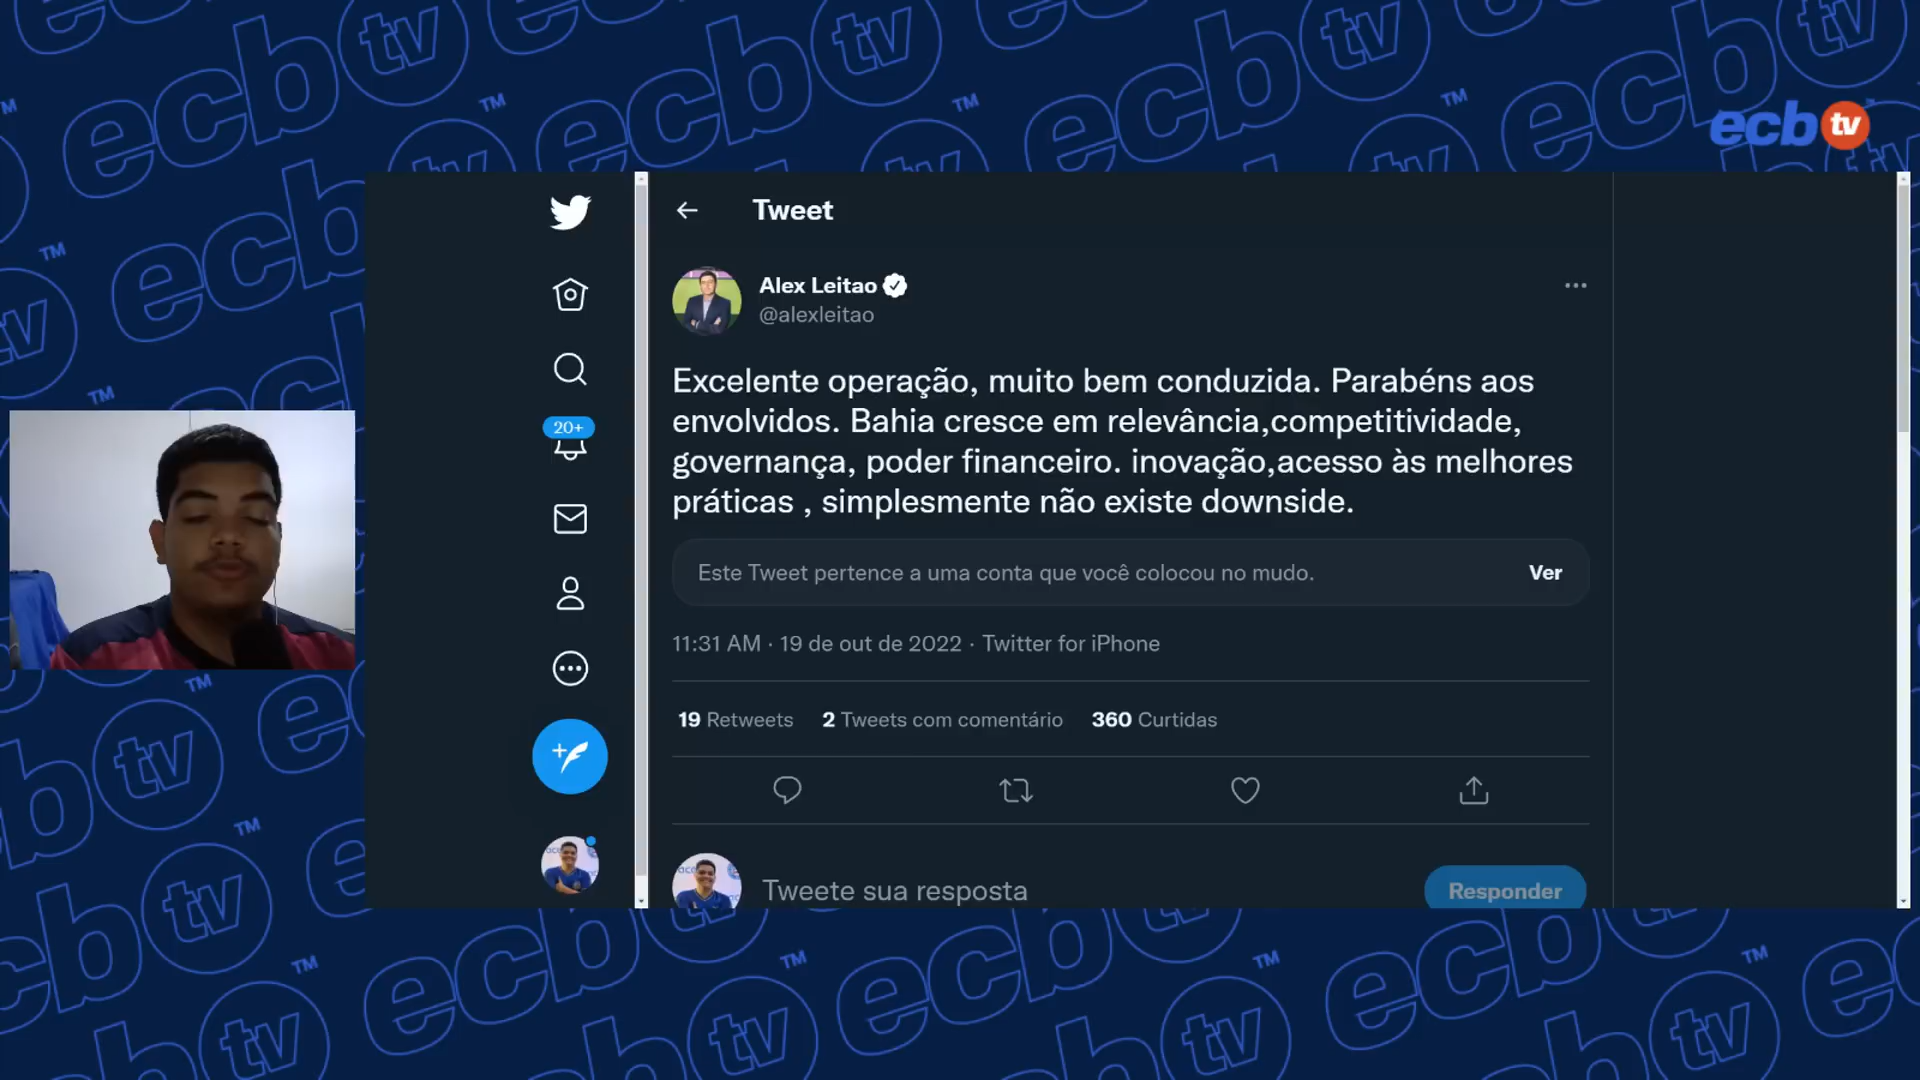 ecbtv
Tweet
Alex Leitao
@alexleitao
Excelente operação, muito bem conduzida. Parabéns aos
envolvidos. Bahia cresce em relevância,competitividade,
governança, poder financeiro. inovação,acesso às melhores
práticas , simplesmente não existe downside.
Este Tweet pertence a uma conta que você colocou no mudo.
Ver
11:31 AM · 19 de out de 2022 · Twitter for iPhone
19 Retweets 2 Tweets com comentário 360 Curtidas
Tweete sua resposta
Responder
20+